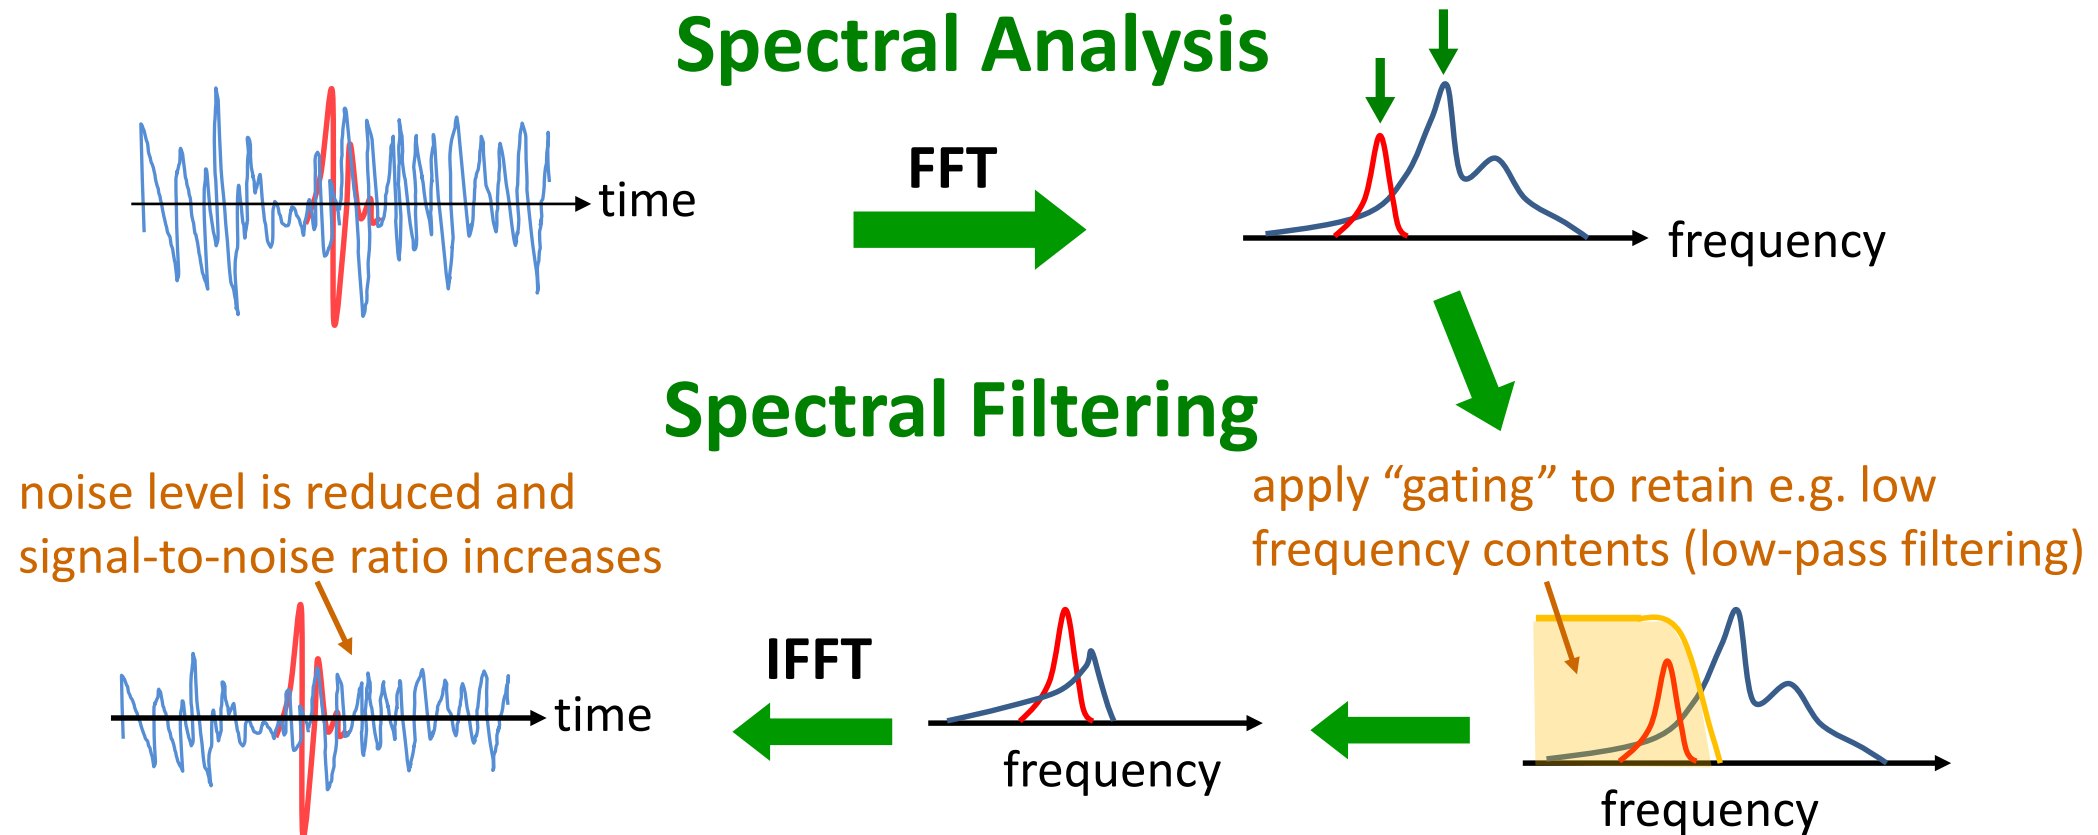 Spectral Analysis
time
FFT
frequency
Spectral Filtering
noise level is reduced and
signal-to-noise ratio increases
apply “gating” to retain e.g. low
frequency contents (low-pass filtering)
time
IFFT
frequency
frequency